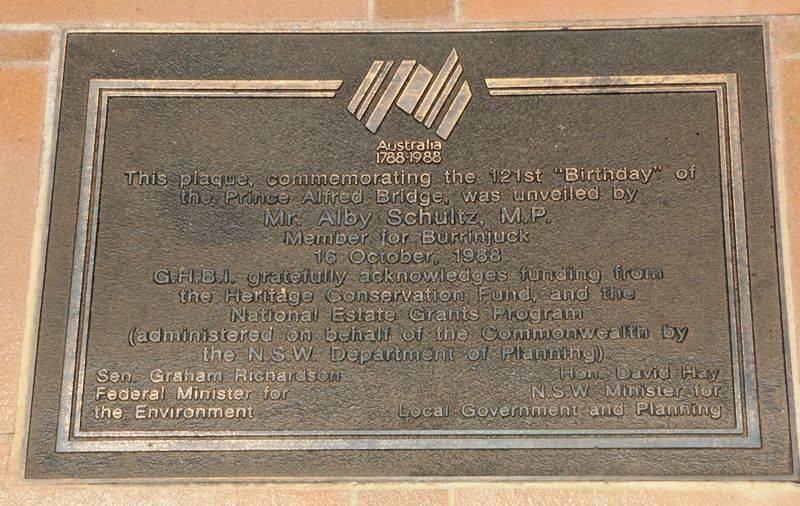 Australia
1788-1988
This plaque, commemorating the 121st "Birthday" of
the Prince Alfred Bridge, was unveiled by
Mr. Alby Schultz, M.P.
Member for Burrinjuck
16 October, 1988
G.H.B.I. gratefully acknowledges funding from
the Heritage Conservation Fund, and the
National Estate Grants Program
(administered on behalf of the Commonwealth by
the N.S.W. Department of Planning).
Sen. Graham Richardson
Federal Minister for
the Environment
Hon. David Hay
N.S.W. Minister for
Local Government and Planning